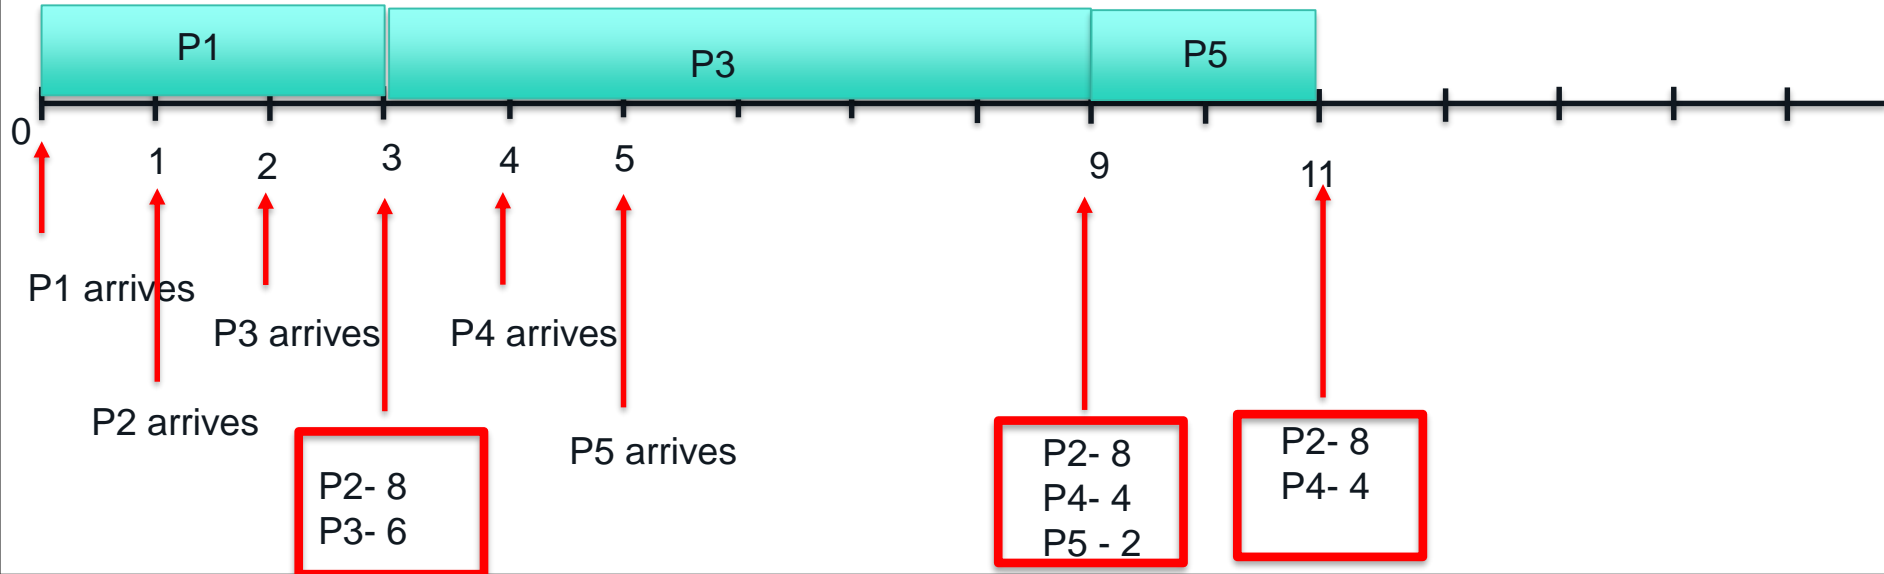 P1
P3
P5
0
1
2
3
4
5
9
11
P1 arrives
P3 arrives
P4 arrives
P2 arrives
P5 arrives
P2- 8
P3- 6
P2- 8
P4- 4
P5 - 2
P2- 8
P4- 4